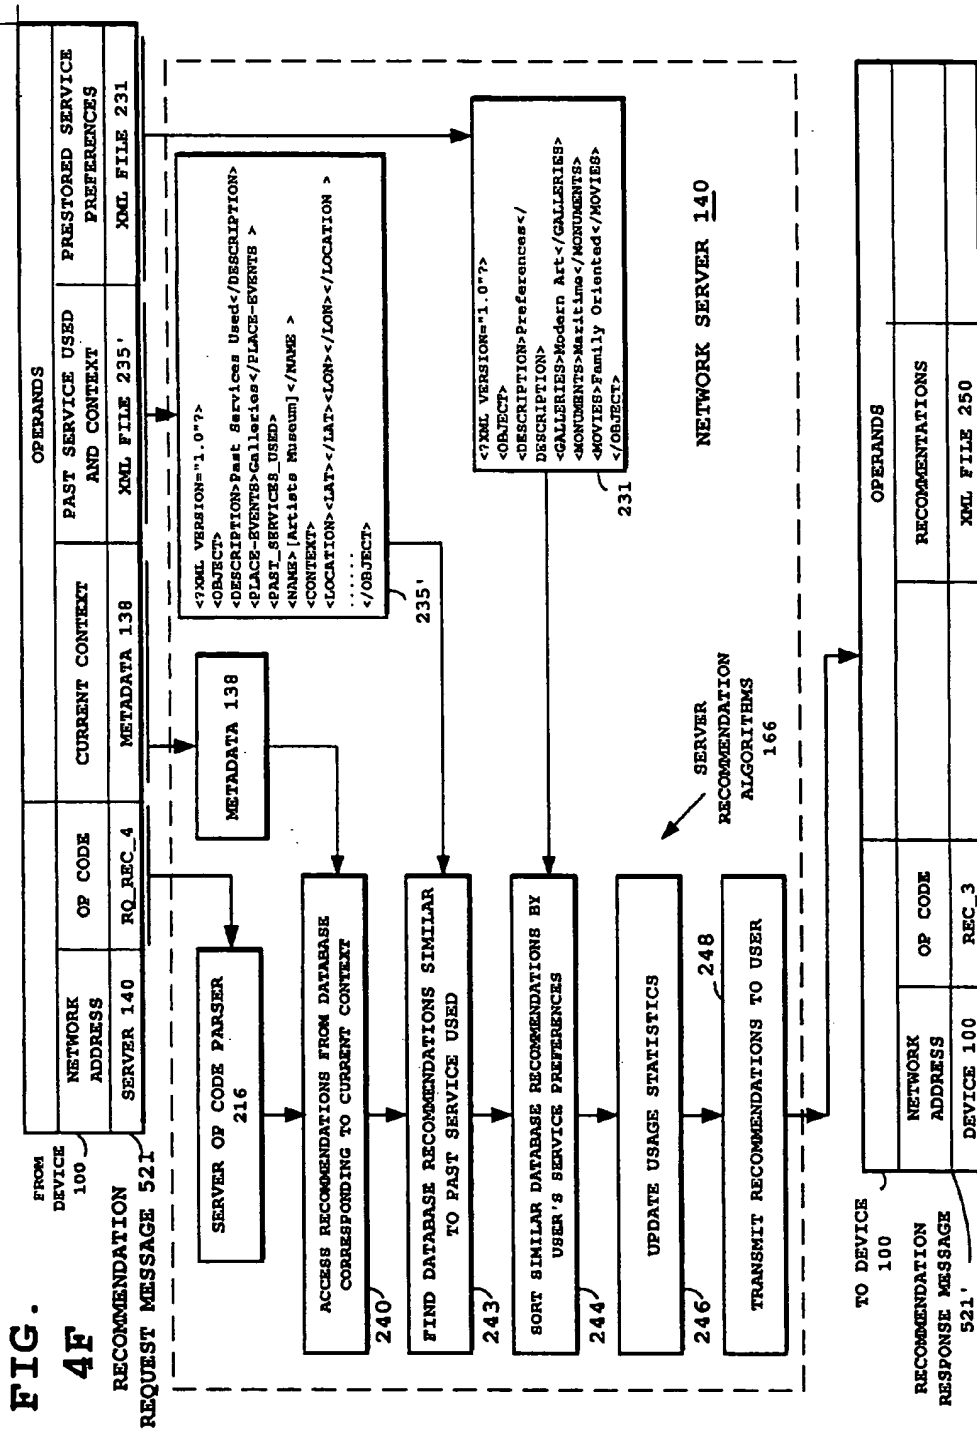 FIG.
4F
RECOMMENDATION
REQUEST MESSAGE 521
FROM
DEVICE
100
OPERANDS
NETWORK
ADDRESS
OP CODE
CURRENT CONTEXT
PAST SERVICE USED
AND CONTEXT
PRESTORED SERVICE
PREFERENCES
SERVER 140
RQ_REC_4
METADATA 138
XML FILE 235'
XML FILE 231
SERVER OP CODE PARSER
216
METADATA 138
<?XML VERSION="1.0"?>
<OBJECT>
<DESCRIPTION>Past Services Used</DESCRIPTION>
<PLACE-EVENTS>Galleries</PLACE-EVENTS >
<PAST_SERVICES_USED>
<NAME>[Artists Museum]</NAME >
<CONTEXT>
<LOCATION><LAT></LAT><LON></LON></LOCATION >
......
</OBJECT>
235'
<?XML VERSION="1.0"?>
<OBJECT>
<DESCRIPTION>Preferences</
DESCRIPTION>
<GALLERIES>Modern Art</GALLERIES>
<MONUMENTS>Maritime</MONUMENTS>
<MOVIES>Family Oriented</MOVIES>
</OBJECT>
231
ACCESS RECOMMENDATIONS FROM DATABASE
CORRESPONDING TO CURRENT CONTEXT
240
FIND DATABASE RECOMMENDATIONS SIMILAR
TO PAST SERVICE USED
243
SORT SIMILAR DATABASE RECOMMENDATIONS BY
USER'S SERVICE PREFERENCES
244
UPDATE USAGE STATISTICS
246
TRANSMIT RECOMMENDATIONS TO USER
248
SERVER
RECOMMENDATION
ALGORITHMS
166
NETWORK SERVER 140
TO DEVICE
100
RECOMMENDATION
RESPONSE MESSAGE
521'
OPERANDS
NETWORK
ADDRESS
OP CODE
RECOMMENTATIONS
DEVICE 100
REC_3
XML FILE 250